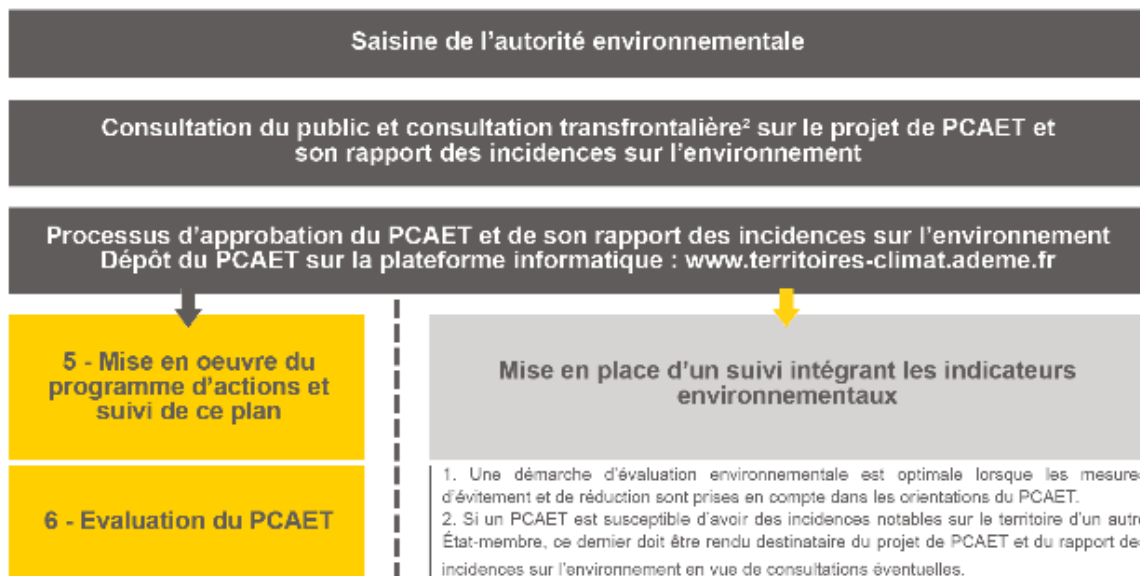 Saisine de l'autorité environnementale
Consultation du public et consultation transfrontalière² sur le projet de PCAET et
son rapport des incidences sur l'environnement
Processus d'approbation du PCAET et de son rapport des incidences sur l'environnement
Dépôt du PCAET sur la plateforme informatique : www.territoires-climat.ademe.fr
5 - Mise en oeuvre du
programme d'actions et
suivi de ce plan
Mise en place d'un suivi intégrant les indicateurs
environnementaux
6 - Evaluation du PCAET
1. Une démarche d'évaluation environnementale est optimale lorsque les mesures
d'évitement et de réduction sont prises en compte dans les orientations du PCAET.
2. Si un PCAET est susceptible d'avoir des incidences notables sur le territoire d'un autre
État-membre, ce dernier doit être rendu destinataire du projet de PCAET et du rapport des
incidences sur l'environnement en vue de consultations éventuelles.